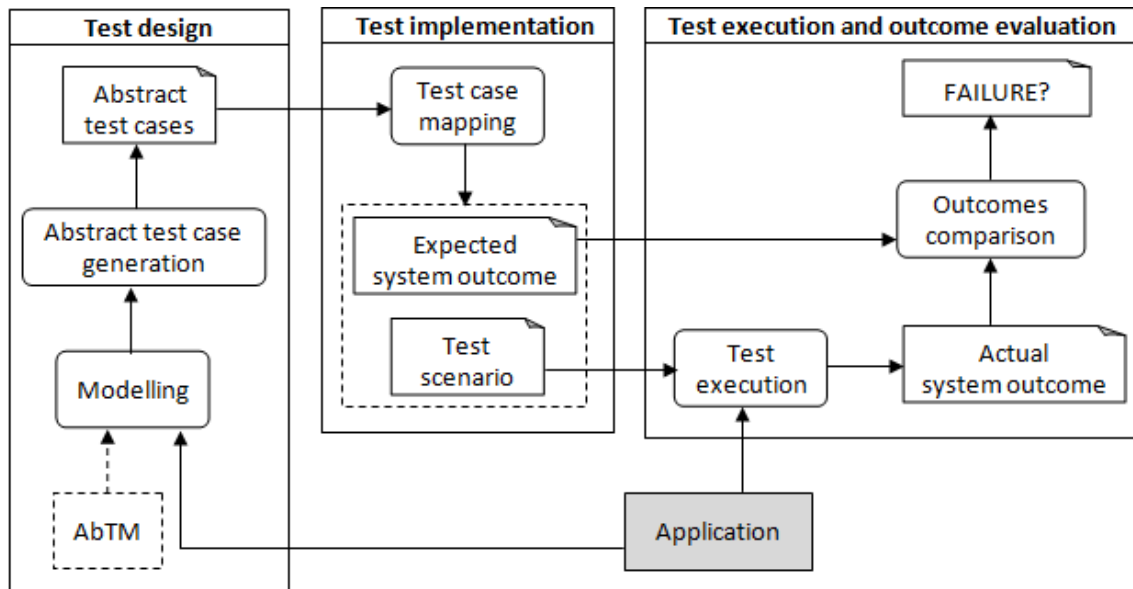 Test design
Abstract
test cases
Abstract test case
generation
Modelling
AbTM
Test implementation
Test case
mapping
Expected
system outcome
Test
scenario
Test execution and outcome evaluation
FAILURE?
Outcomes
comparison
Test
execution
Actual
system outcome
Application